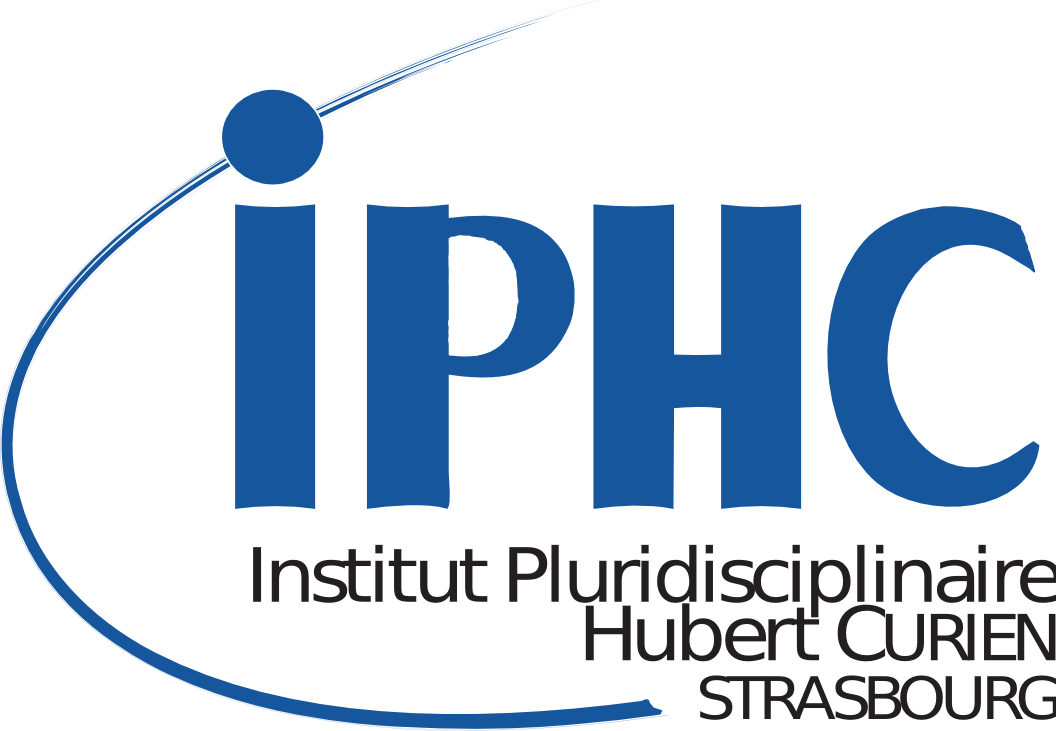 iPHC
Institut Pluridisciplinaire
Hubert CURIEN
STRASBOURG